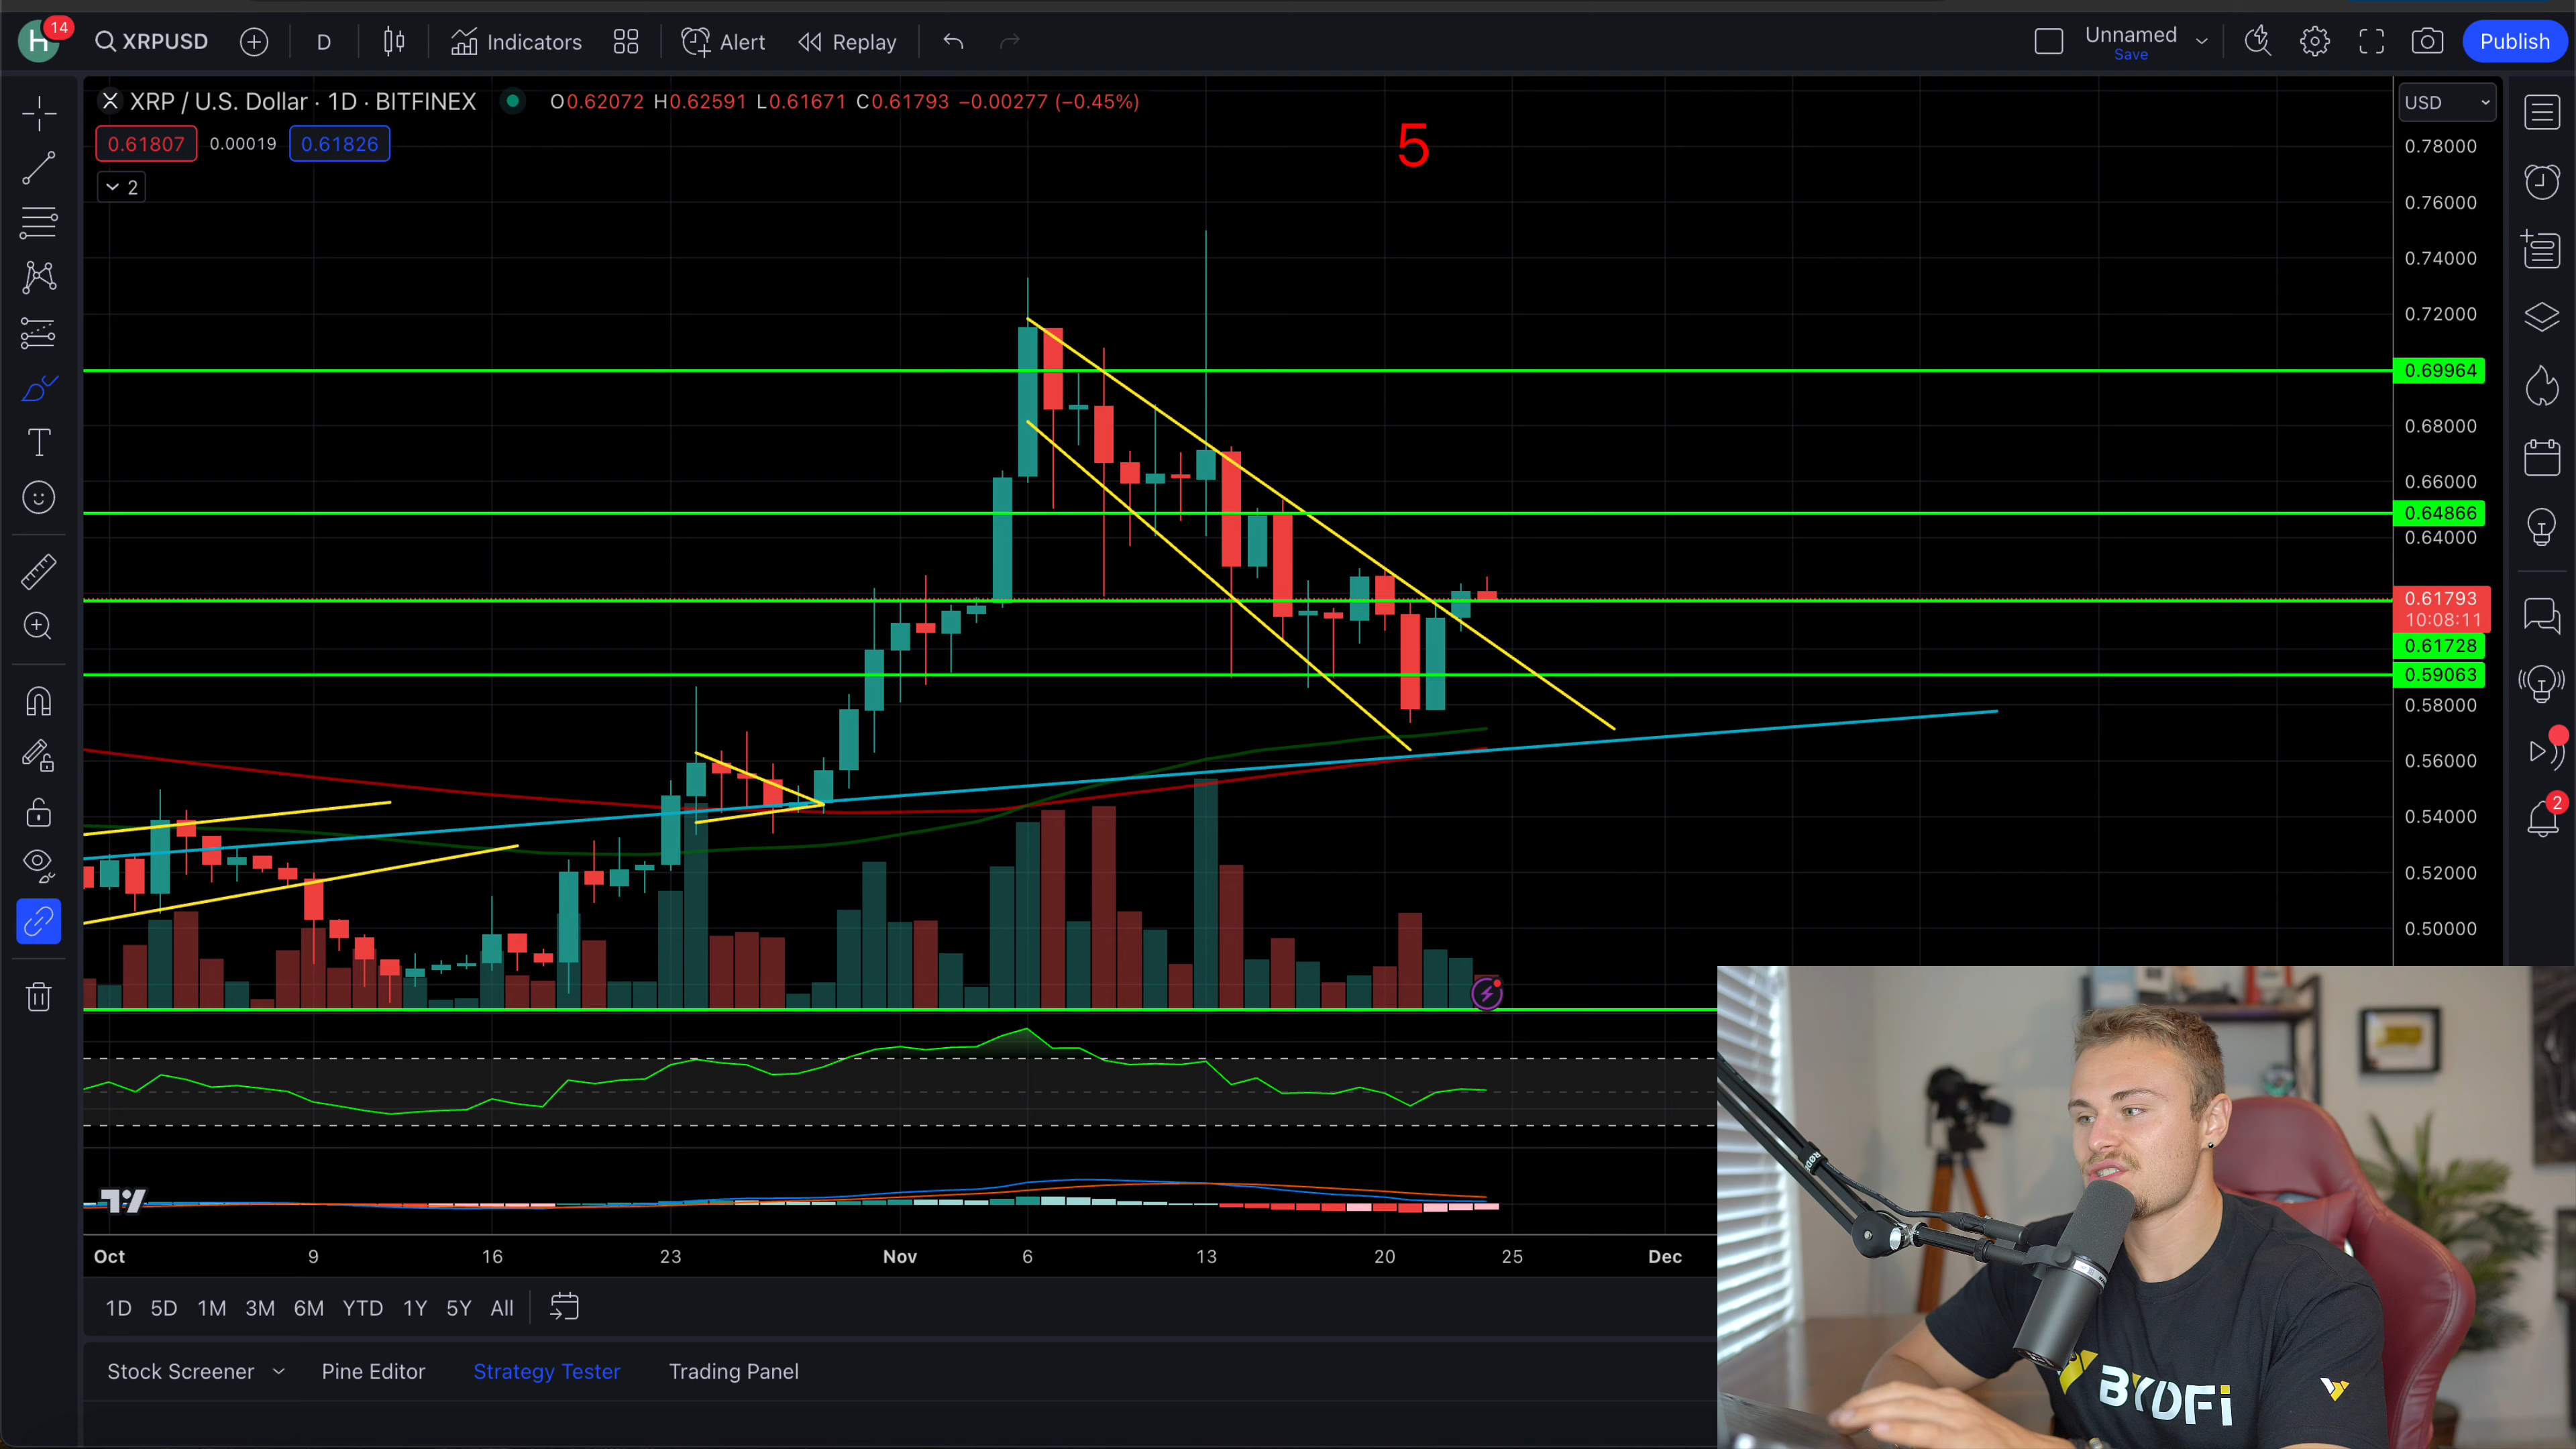 H 14 XRPUSD D Indicators Alert Replay Unnamed Publish
Save
XRP / U.S. Dollar · 1D · BITFINEX O0.62072 H0.62591 L0.61671 C0.61793 −0.00277 (−0.45%) USD
0.61807 0.00019 0.61826
2
5
0.78000
0.76000
0.74000
0.72000
0.69964
0.68000
0.66000
0.64866
0.64000
0.61793
10:08:11
0.61728
0.59063
0.58000
0.56000
0.54000
0.52000
0.50000
2
Oct 9 16 23 Nov 6 13 20 25 Dec
1D 5D 1M 3M 6M YTD 1Y 5Y All
Stock Screener Pine Editor Strategy Tester Trading Panel
BYDFi